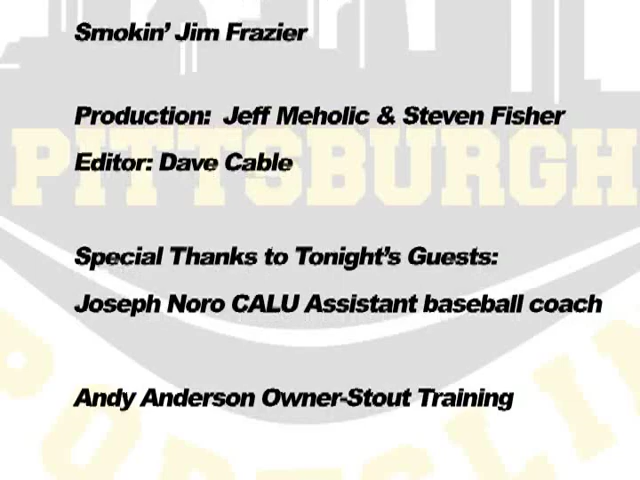 Smokin' Jim Frazier
Production: Jeff Meholic & Steven Fisher
PITTSBURGH
Editor: Dave Cable
Special Thanks to Tonight's Guests:
Joseph Noro CALU Assistant baseball coach
Andy Anderson Owner-Stout Training